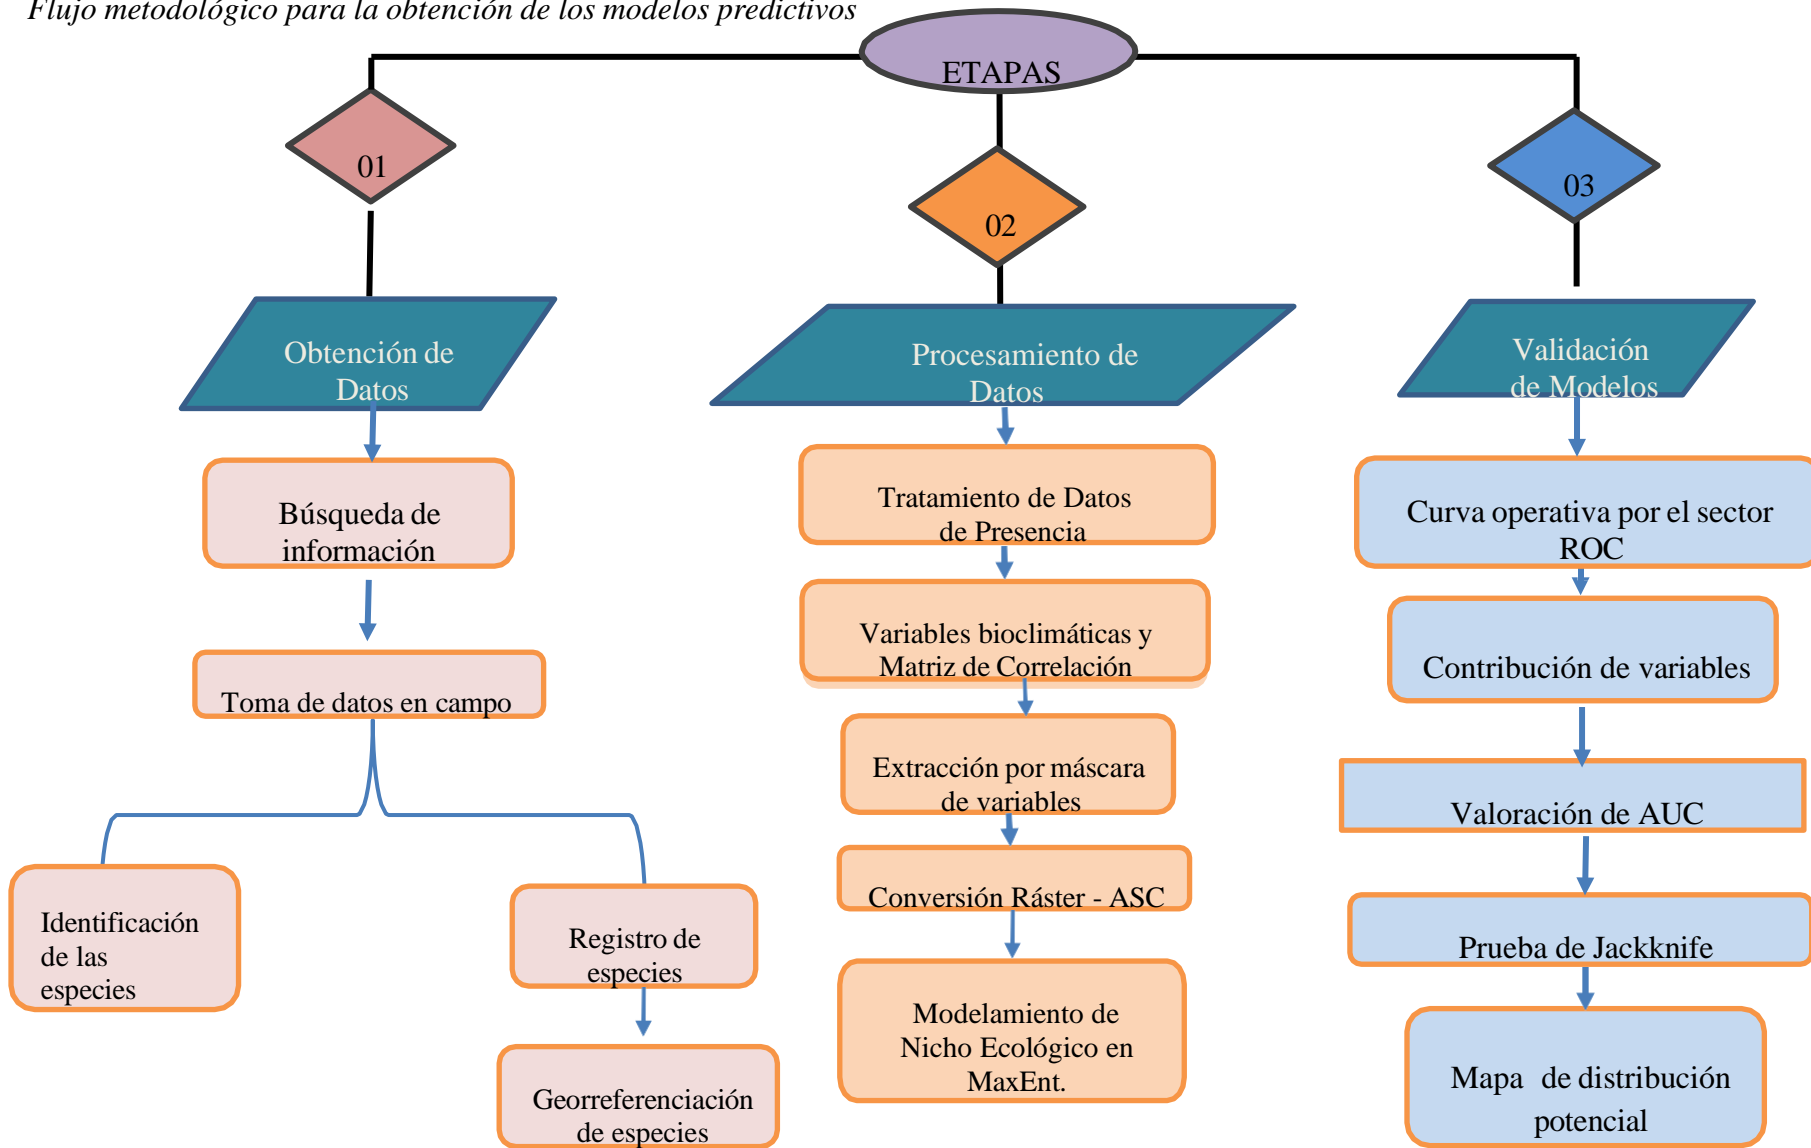 Flujo metodológico para la obtención de los modelos predictivos
ETAPAS
01
02
03
Obtención de
Datos
Búsqueda de
información
Toma de datos en campo
Identificación
de las
especies
Registro de
especies
Georreferenciación
de especies
Procesamiento de
Datos
Tratamiento de Datos
de Presencia
Variables bioclimáticas y
Matriz de Correlación
Extracción por máscara
de variables
Conversión Ráster - ASC
Modelamiento de
Nicho Ecológico en
MaxEnt.
Validación
de Modelos
Curva operativa por el sector
ROC
Contribución de variables
Valoración de AUC
Prueba de Jackknife
Mapa de distribución
potencial